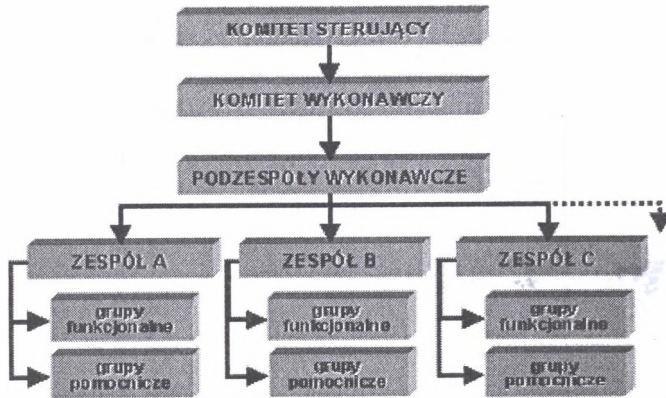 KOMITET STERUJĄCY
KOMITET WYKONAWCZY
PODZESPOŁY WYKONAWCZE
ZESPÓŁ A
ZESPÓŁ B
ZESPÓŁ C
grupy
funkcjonalne
grupy
funkcjonalne
grupy
funkcjonalne
grupy
pomocnicze
grupy
pomocnicze
grupy
pomocnicze